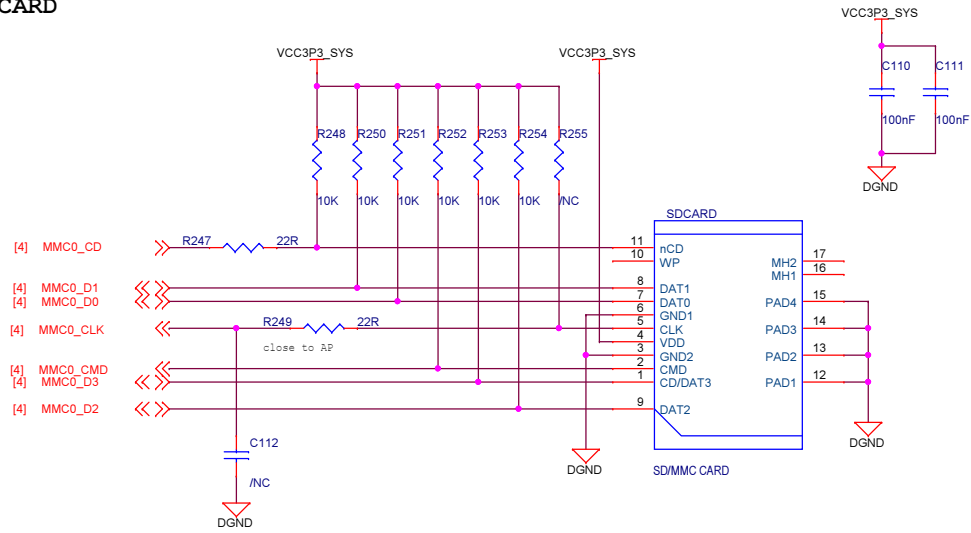 CARD
VCC3P3_SYS
VCC3P3_SYS
VCC3P3_SYS
C110
C111
100nF
100nF
DGND
R248
R250
R251
R252
R253
R254
R255
10K
10K
10K
10K
10K
10K
/NC
SDCARD
[4] MMC0_CD
R247
22R
11
nCD
10
WP
MH2
17
MH1
16
[4] MMC0_D1
8
DAT1
[4] MMC0_D0
7
DAT0
PAD4
15
6
GND1
[4] MMC0_CLK
R249
22R
close to AP
5
CLK
PAD3
14
4
VDD
3
GND2
PAD2
13
[4] MMC0_CMD
2
CMD
[4] MMC0_D3
1
CD/DAT3
PAD1
12
[4] MMC0_D2
9
DAT2
C112
/NC
DGND
DGND
SD/MMC CARD
DGND